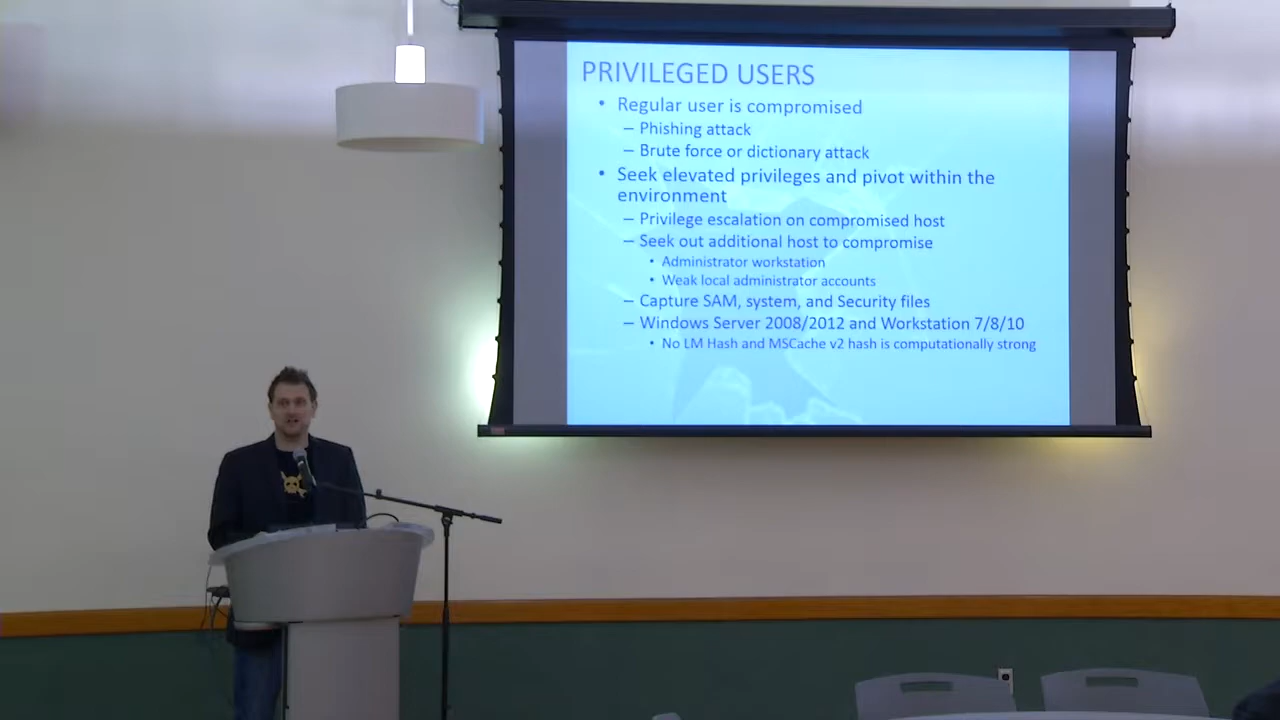 PRIVILEGED USERS
• Regular user is compromised
– Phishing attack
– Brute force or dictionary attack
• Seek elevated privileges and pivot within the
environment
– Privilege escalation on compromised host
– Seek out additional host to compromise
• Administrator workstation
• Weak local administrator accounts
– Capture SAM, system, and Security files
– Windows Server 2008/2012 and Workstation 7/8/10
• No LM Hash and MSCache v2 hash is computationally strong